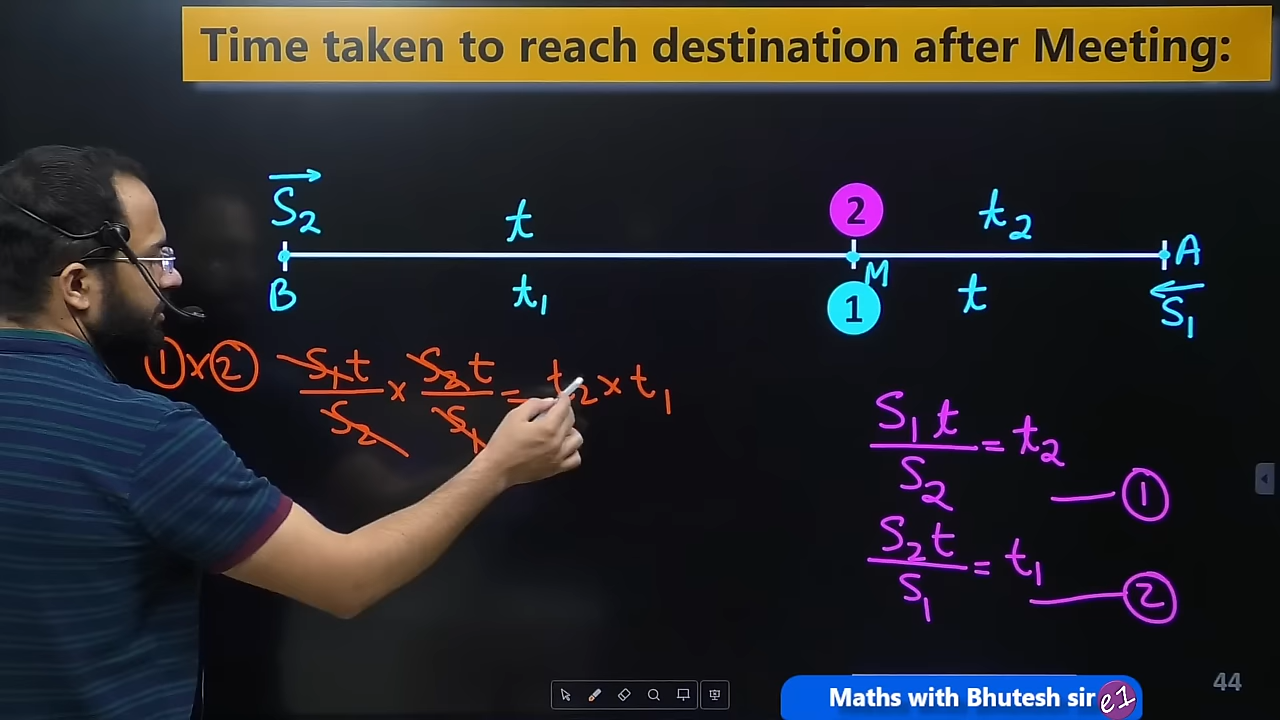 Time taken to reach destination after Meeting:
S₂ t 2 t₂
B t₁ M 1 t A S₁
①×② S₁t/S₂ × S₂t/S₁ = t₂ × t₁
S₁t/S₂ = t₂ — ①
S₂t/S₁ = t₁ — ②
Maths with Bhutesh sir e1
44